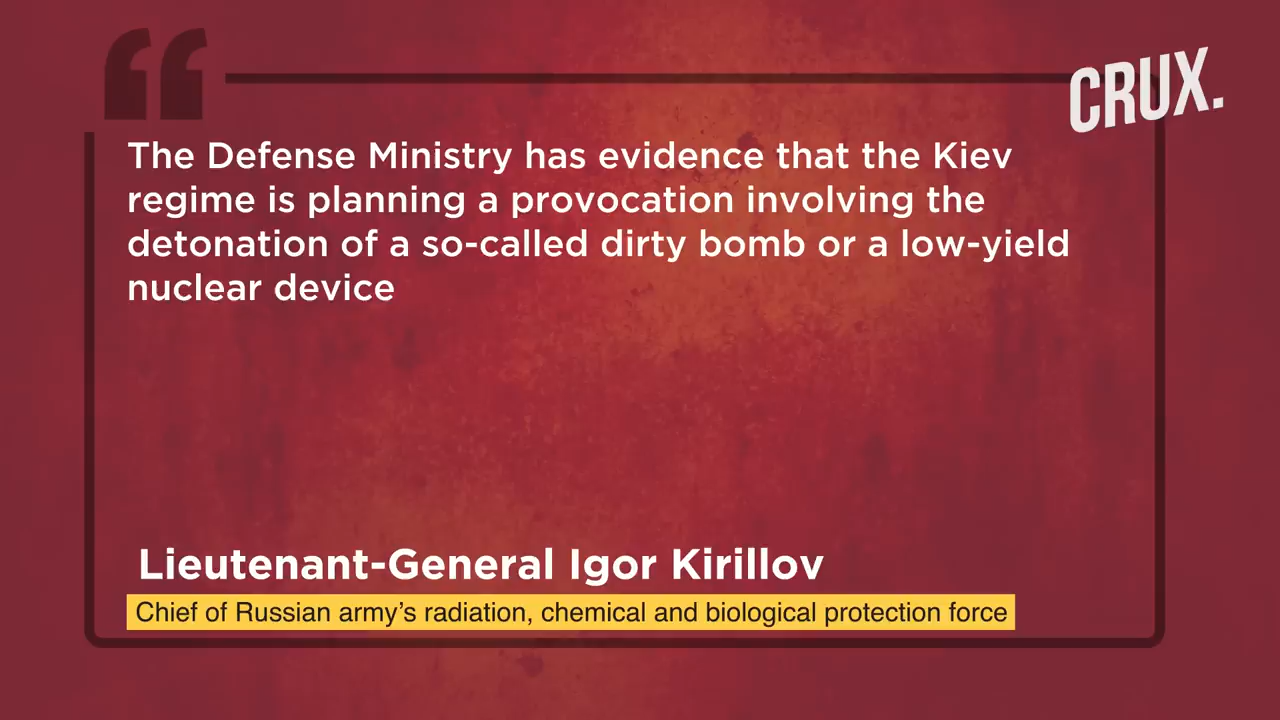 CRUX.
The Defense Ministry has evidence that the Kiev
regime is planning a provocation involving the
detonation of a so-called dirty bomb or a low-yield
nuclear device
Lieutenant-General Igor Kirillov
Chief of Russian army’s radiation, chemical and biological protection force